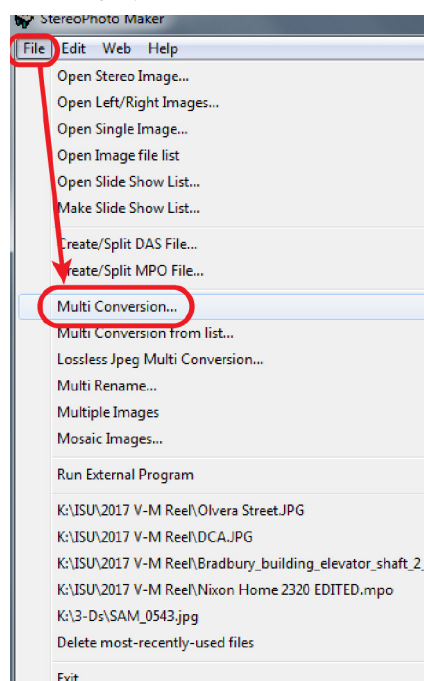 StereoPhoto Maker
File Edit Web Help
Open Stereo Image...
Open Left/Right Images...
Open Single Image...
Open Image file list
Open Slide Show List...
Make Slide Show List...
Create/Split DAS File...
Create/Split MPO File...
Multi Conversion...
Multi Conversion from list...
Lossless Jpeg Multi Conversion...
Multi Rename...
Multiple Images
Mosaic Images...
Run External Program
K:\ISU\2017 V-M Reel\Olvera Street.JPG
K:\ISU\2017 V-M Reel\DCA.JPG
K:\ISU\2017 V-M Reel\Bradbury_building_elevator_shaft_2_
K:\ISU\2017 V-M Reel\Nixon Home 2320 EDITED.mpo
K:\3-Ds\SAM_0543.jpg
Delete most-recently-used files
Exit